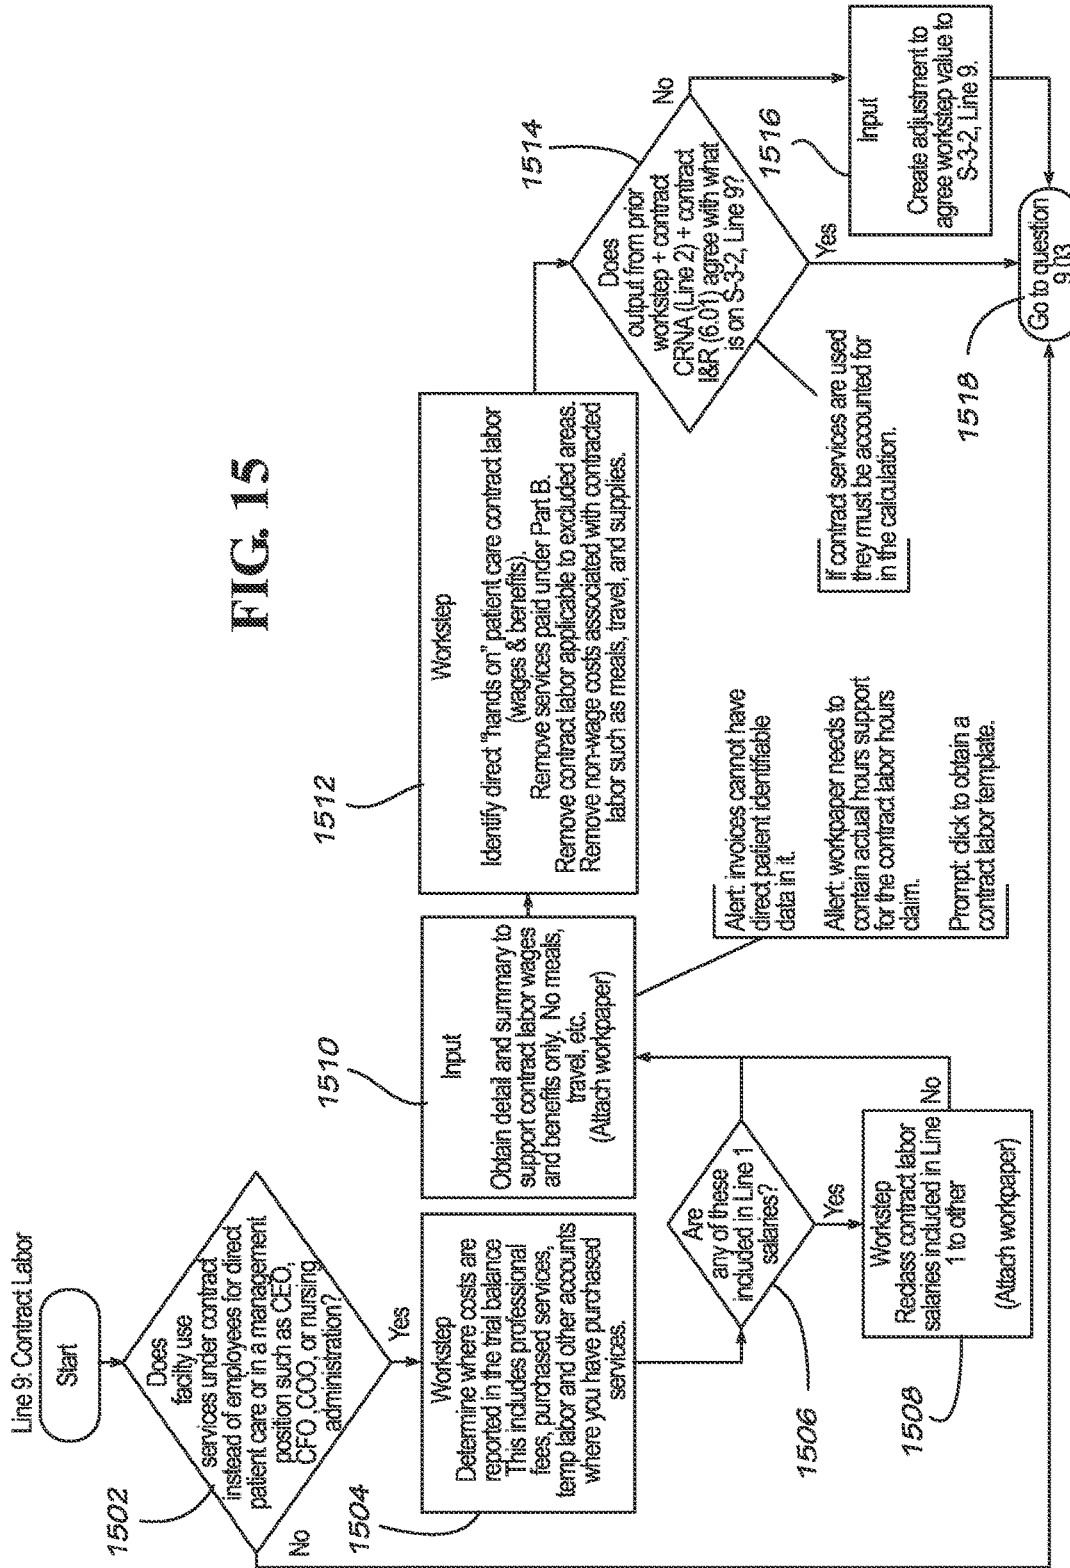 FIG. 15
Line 9: Contract Labor
Start
1502
Does
facility use
services under contract
instead of employees for direct
patient care or in a management
position such as CEO,
CFO ,COO, or nursing
administration?
No
Yes
1504
Workstep
Determine where costs are
reported in the trial balance
This includes professional
fees, purchased services,
temp labor and other accounts
where you have purchased
services.
1506
Are
any of these
included in Line 1
salaries?
Yes
No
1508
Workstep
Reclass contract labor
salaries included in Line
1 to other
(Attach workpaper)
1510
Input
Obtain detail and summary to
support contract labor wages
and benefits only. No meals,
travel, etc.
(Attach workpaper)
Alert: invoices cannot have
direct patient identifiable
data in it.
Allert: workpaper needs to
contain actual hours support
for the contract labor hours
claim.
Prompt: click to obtain a
contract labor template.
1512
Workstep
Identify direct "hands on" patient care contract labor
(wages & benefits).
Remove services paid under Part B.
Remove contract labor applicable to excluded areas.
Remove non-wage costs associated with contracted
labor such as meals, travel, and supplies.
1514
Does
output from prior
workstep + contract
CRNA (Line 2) + contract
I&R (6.01) agree with what
is on S-3-2, Line 9?
No
Yes
If contract services are used
they must be accounted for
in the calculation.
1516
Input
Create adjustment to
agree workstep value to
S-3-2, Line 9.
1518
Go to question
9.03